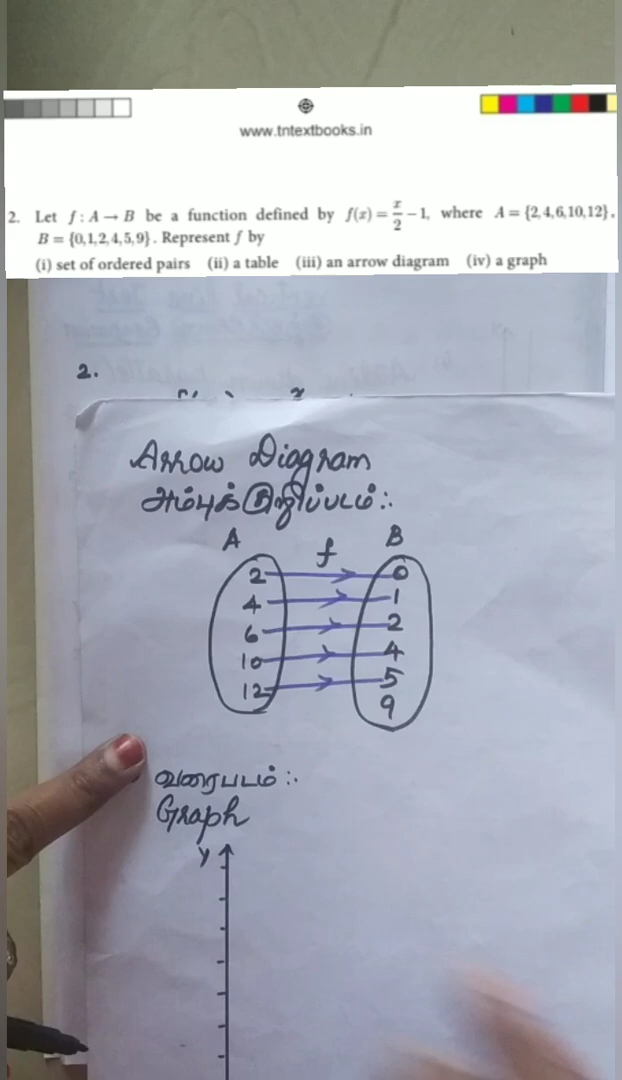 www.tntextbooks.in
2. Let f : A → B be a function defined by f(x) = x/2 − 1, where A = {2,4,6,10,12},
B = {0,1,2,4,5,9}. Represent f by
(i) set of ordered pairs (ii) a table (iii) an arrow diagram (iv) a graph
2.
Arrow Diagram
அம்புக்குறிப்படம்:.
A f B
2 0
4 1
6 2
10 4
12 5
9
வரைபடம்:.
Graph
y